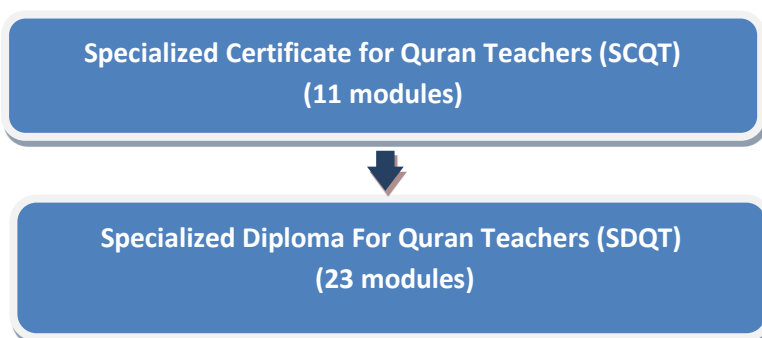 Specialized Certificate for Quran Teachers (SCQT)
(11 modules)
Specialized Diploma For Quran Teachers (SDQT)
(23 modules)